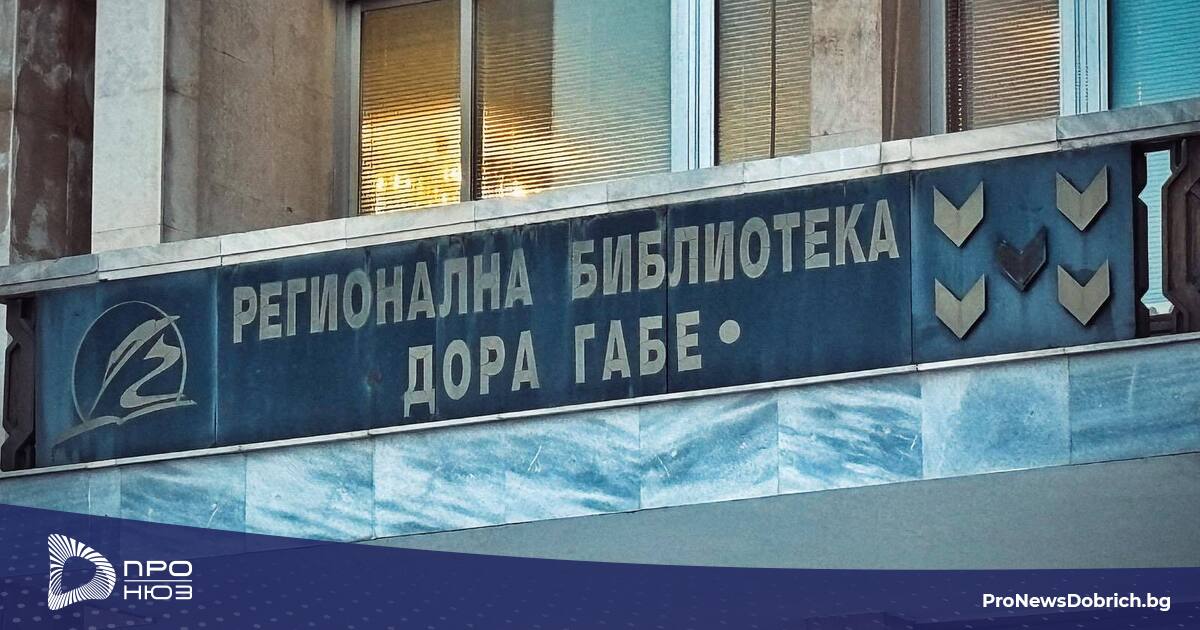 РЕГИОНАЛНА БИБЛИОТЕКА
ДОРА ГАБЕ •
ПРО
НЮЗ
ProNewsDobrich.bg